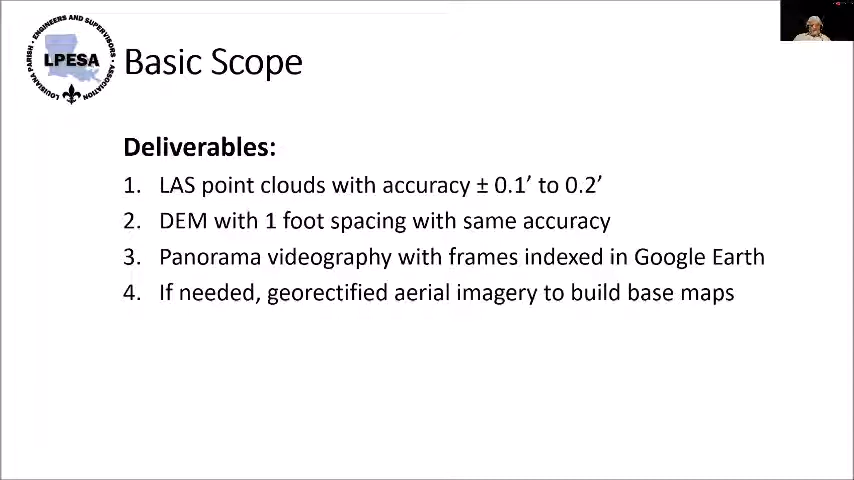 LOUISIANA PARISH • ENGINEERS AND SUPERVISORS • ASSOCIATION
LPESA
Basic Scope
Deliverables:
1. LAS point clouds with accuracy ± 0.1’ to 0.2’
2. DEM with 1 foot spacing with same accuracy
3. Panorama videography with frames indexed in Google Earth
4. If needed, georectified aerial imagery to build base maps